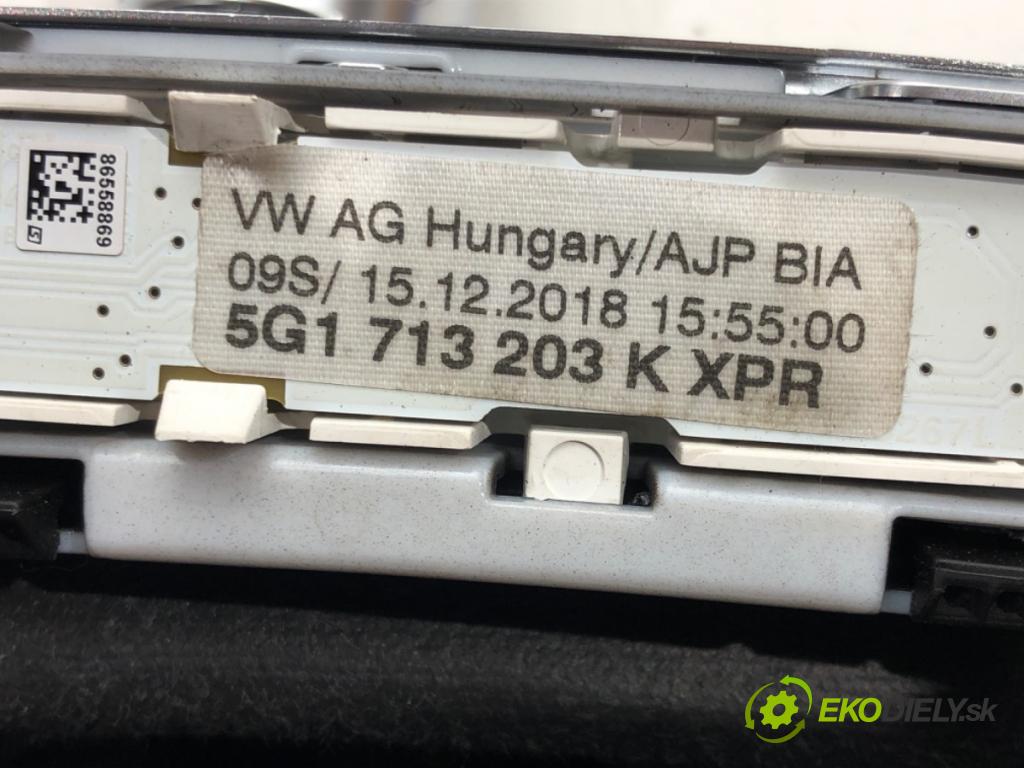 86558869
VW AG Hungary/AJP BIA
09S/ 15.12.2018 15:55:00
5G1 713 203 K XPR
EKODIELY.sk